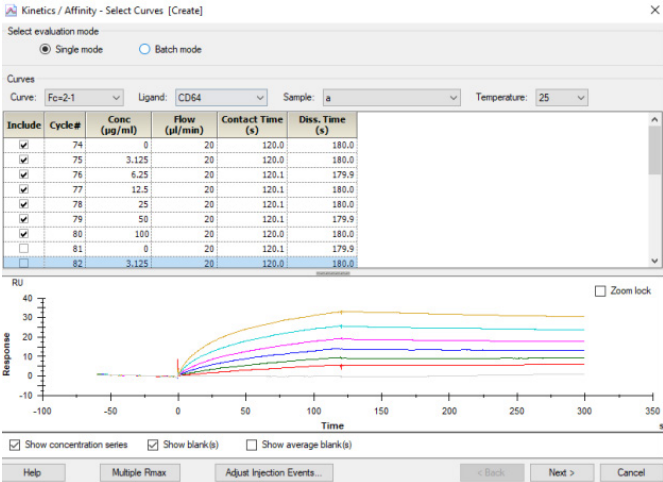 Kinetics / Affinity - Select Curves [Create]
Select evaluation mode
Single mode Batch mode
Curves
Curve: Fc=2-1 Ligand: CD64 Sample: a Temperature: 25
Include Cycle# Conc (µg/ml) Flow (µl/min) Contact Time (s) Diss. Time (s)
74 0 20 120.0 180.0
75 3.125 20 120.0 180.0
76 6.25 20 120.1 179.9
77 12.5 20 120.1 180.0
78 25 20 120.1 180.0
79 50 20 120.1 179.9
80 100 20 120.0 180.0
81 0 20 120.1 179.9
82 3.125 20 120.0 180.0
RU
Zoom lock
40
30
20
10
0
-10
Response
-100 -50 0 50 100 150 200 250 300 350
Time s
Show concentration series Show blank(s) Show average blank(s)
Help Multiple Rmax Adjust Injection Events... < Back Next > Cancel